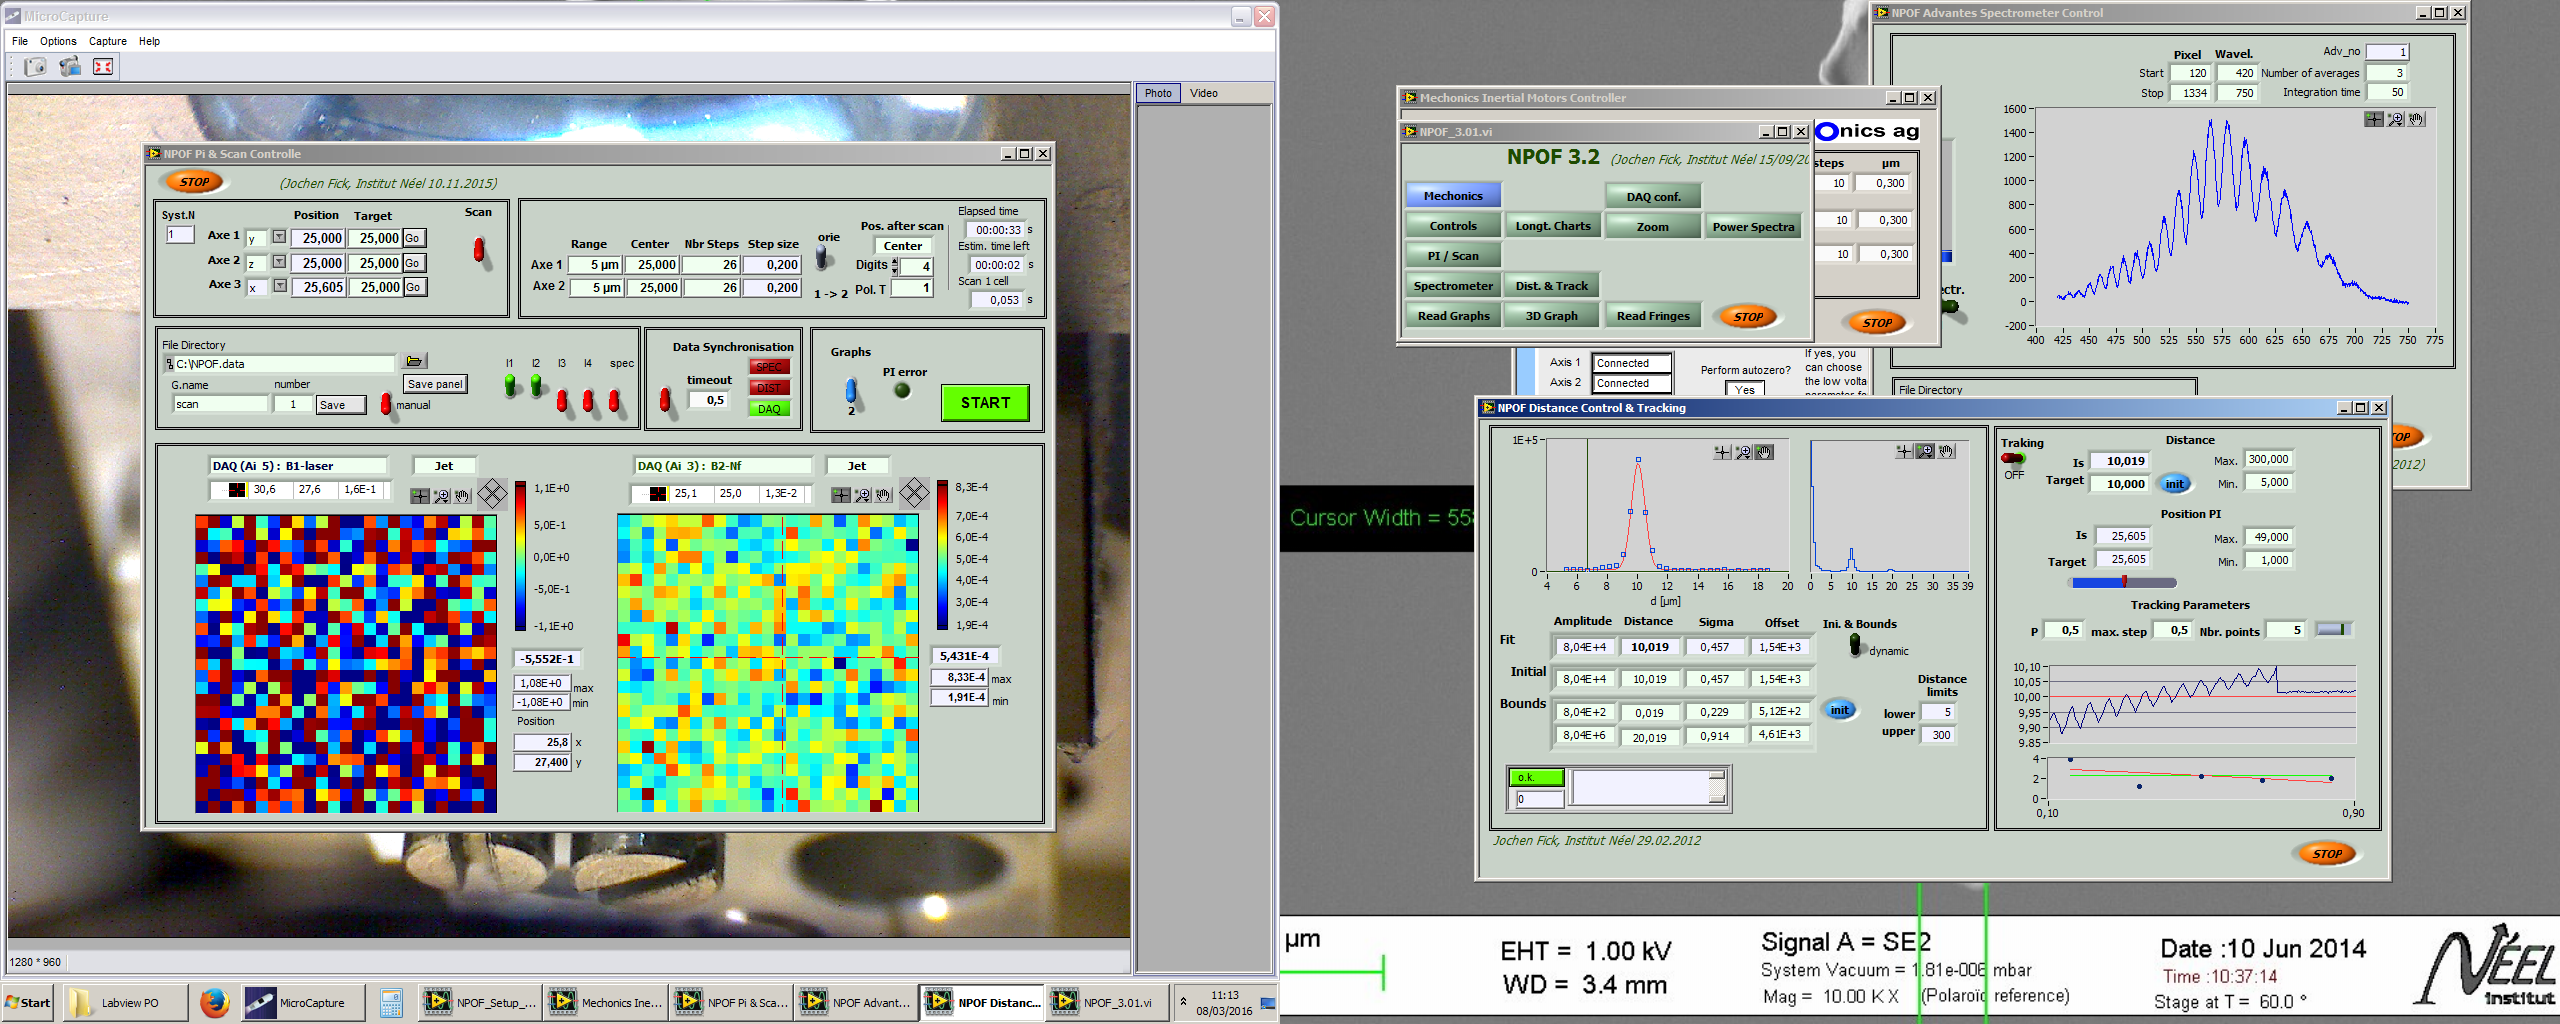 MicroCapture
File Options Capture Help
Photo Video
NPOF Pi & Scan Controlle
STOP (Jochen Fick, Institut Néel 10.11.2015)
Syst.N Position Target Scan
1
Axe 1 y 25,000 25,000 Go
Axe 2 z 25,000 25,000 Go
Axe 3 x 25,605 25,000 Go
Range Center Nbr Steps Step size
Axe 1 5 µm 25,000 26 0,200
Axe 2 5 µm 25,000 26 0,200
orie
1 -> 2
Pos. after scan
Center
Digits 4
Pol. T 1
Elapsed time
00:00:33 s
Estim. time left
00:00:02 s
Scan 1 cell
0,053 s
File Directory
C:\NPOF.data
G.name number Save panel
scan 1 Save manual
I1 I2 I3 I4 spec
Data Synchronisation
timeout
0,5
SPEC
DIST
DAQ
Graphs
2
PI error
START
DAQ (Ai 5) : B1-laser Jet
30,6 27,6 1,6E-1
1,1E+0
5,0E-1
0,0E+0
-5,0E-1
-1,1E+0
-5,552E-1
1,08E+0 max
-1,08E+0 min
Position
25,8 x
27,400 y
DAQ (Ai 3) : B2-Nf Jet
25,1 25,0 1,3E-2
8,3E-4
7,0E-4
6,0E-4
5,0E-4
4,0E-4
3,0E-4
1,9E-4
5,431E-4
8,33E-4 max
1,91E-4 min
1280 * 960
Start Labview PO MicroCapture NPOF_Setup_... Mechonics Ine... NPOF Pi & Sca... NPOF Advant... NPOF Distanc... NPOF_3.01.vi
11:13
08/03/2016
Mechonics Inertial Motors Controller
onics ag
steps µm
10 0,300
10 0,300
10 0,300
STOP
NPOF_3.01.vi
NPOF 3.2 (Jochen Fick, Institut Néel 15/09/20
Mechonics DAQ conf.
Controls Longt. Charts Zoom Power Spectra
PI / Scan
Spectrometer Dist. & Track
Read Graphs 3D Graph Read Fringes STOP
Axis 1 Connected
Axis 2 Connected
Perform autozero?
Yes
If yes, you
can choose
the low volta
NPOF Advantes Spectrometer Control
Pixel Wavel. Adv_no 1
Start 120 420 Number of averages 3
Stop 1334 750 Integration time 50
1600
1400
1200
1000
800
600
400
200
0
-200
400 425 450 475 500 525 550 575 600 625 650 675 700 725 750 775
ectr.
File Directory
OP
2012)
NPOF Distance Control & Tracking
1E+5
0
4 6 8 10 12 14 16 18 20
d [µm]
0 5 10 15 20 25 30 35 39
Amplitude Distance Sigma Offset
Fit 8,04E+4 10,019 0,457 1,54E+3
Initial 8,04E+4 10,019 0,457 1,54E+3
Bounds 8,04E+2 0,019 0,229 5,12E+2
8,04E+6 20,019 0,914 4,61E+3
Ini. & Bounds
dynamic
init
Distance
limits
lower 5
upper 300
o.k.
0
Jochen Fick, Institut Néel 29.02.2012
Traking
OFF
Distance
Is 10,019 Max. 300,000
Target 10,000 init Min. 5,000
Position PI
Is 25,605 Max. 49,000
Target 25,605 Min. 1,000
Tracking Parameters
P 0,5 max. step 0,5 Nbr. points 5
10,10
10,05
10,00
9,95
9,90
9.85
4
2
0
0,10 0,90
STOP
Cursor Width = 55
µm
EHT = 1.00 kV
WD = 3.4 mm
Signal A = SE2
System Vacuum = 1.81e-006 mbar
Mag = 10.00 K X (Polaroïd reference)
Date :10 Jun 2014
Time :10:37:14
Stage at T = 60.0 °
NÉEL
institut